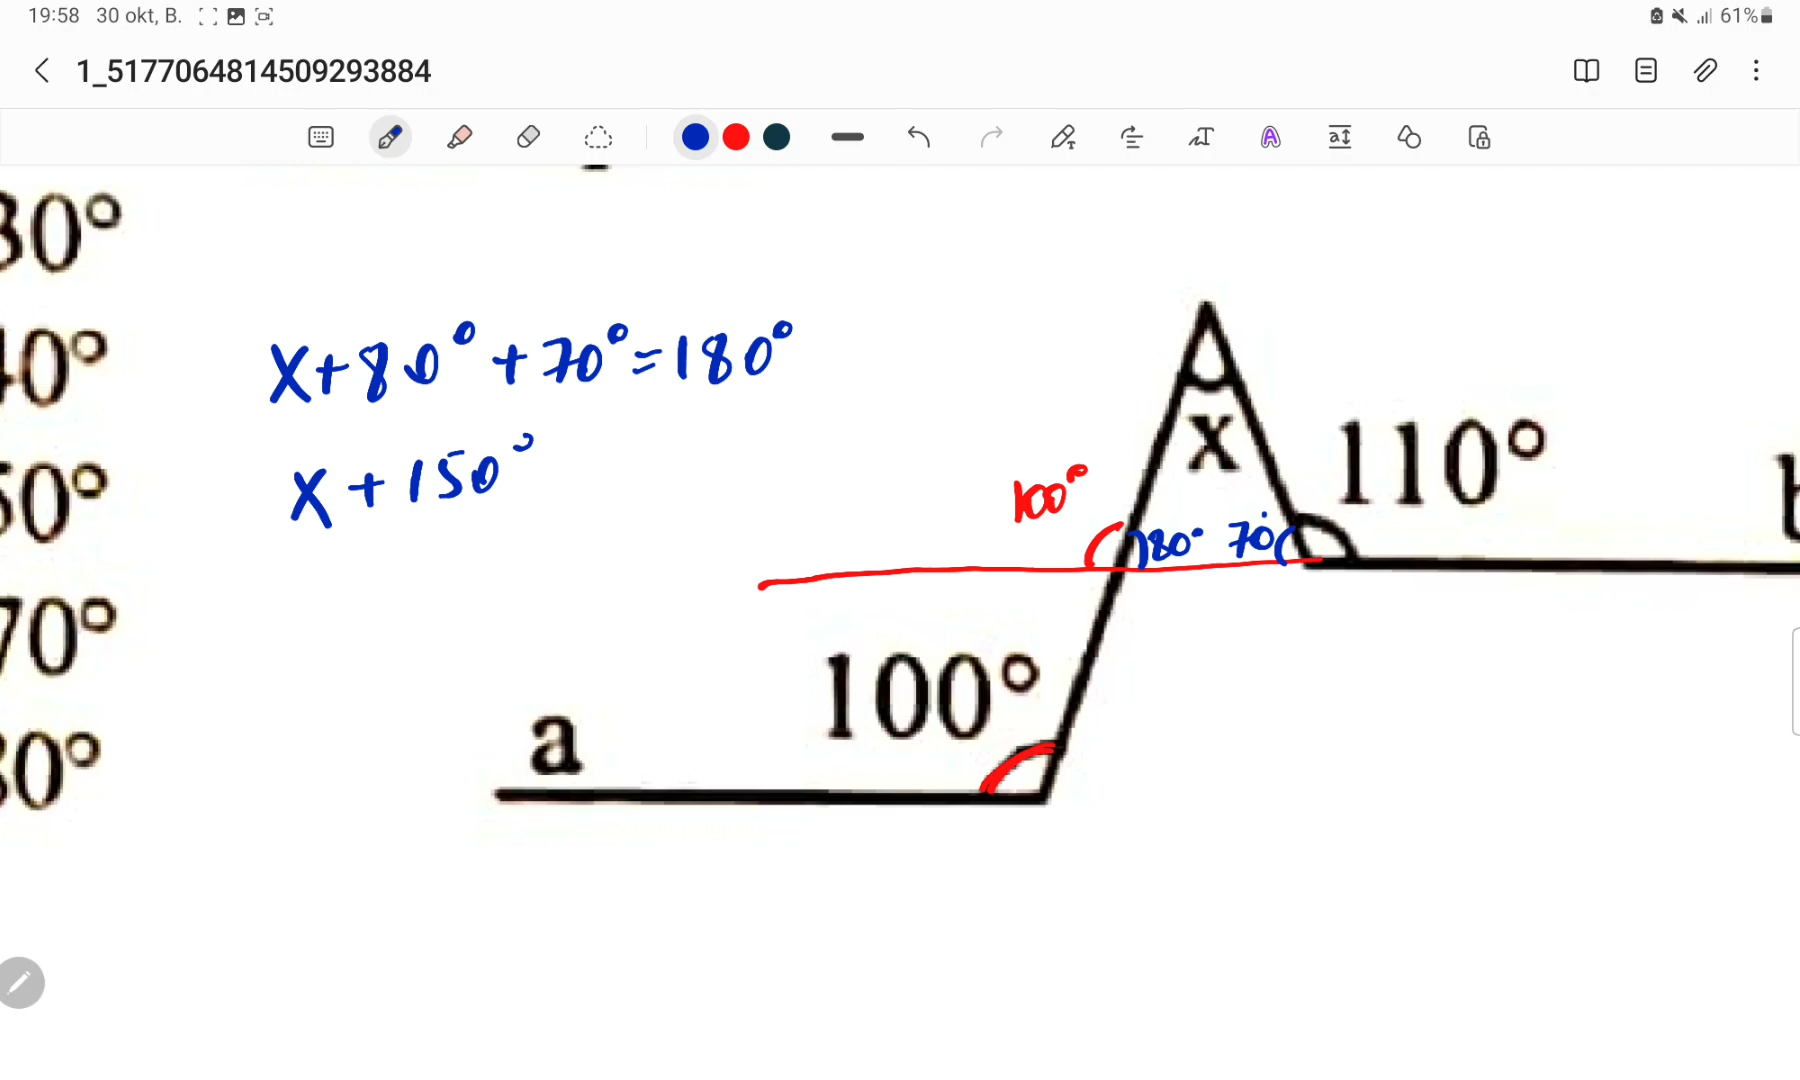 19:58 30 okt, B.
61%
1_5177064814509293884
30°
40°
50°
70°
80°
x+80°+70°=180°
x+150°
x
110°
100°
80° 70°
100°
a